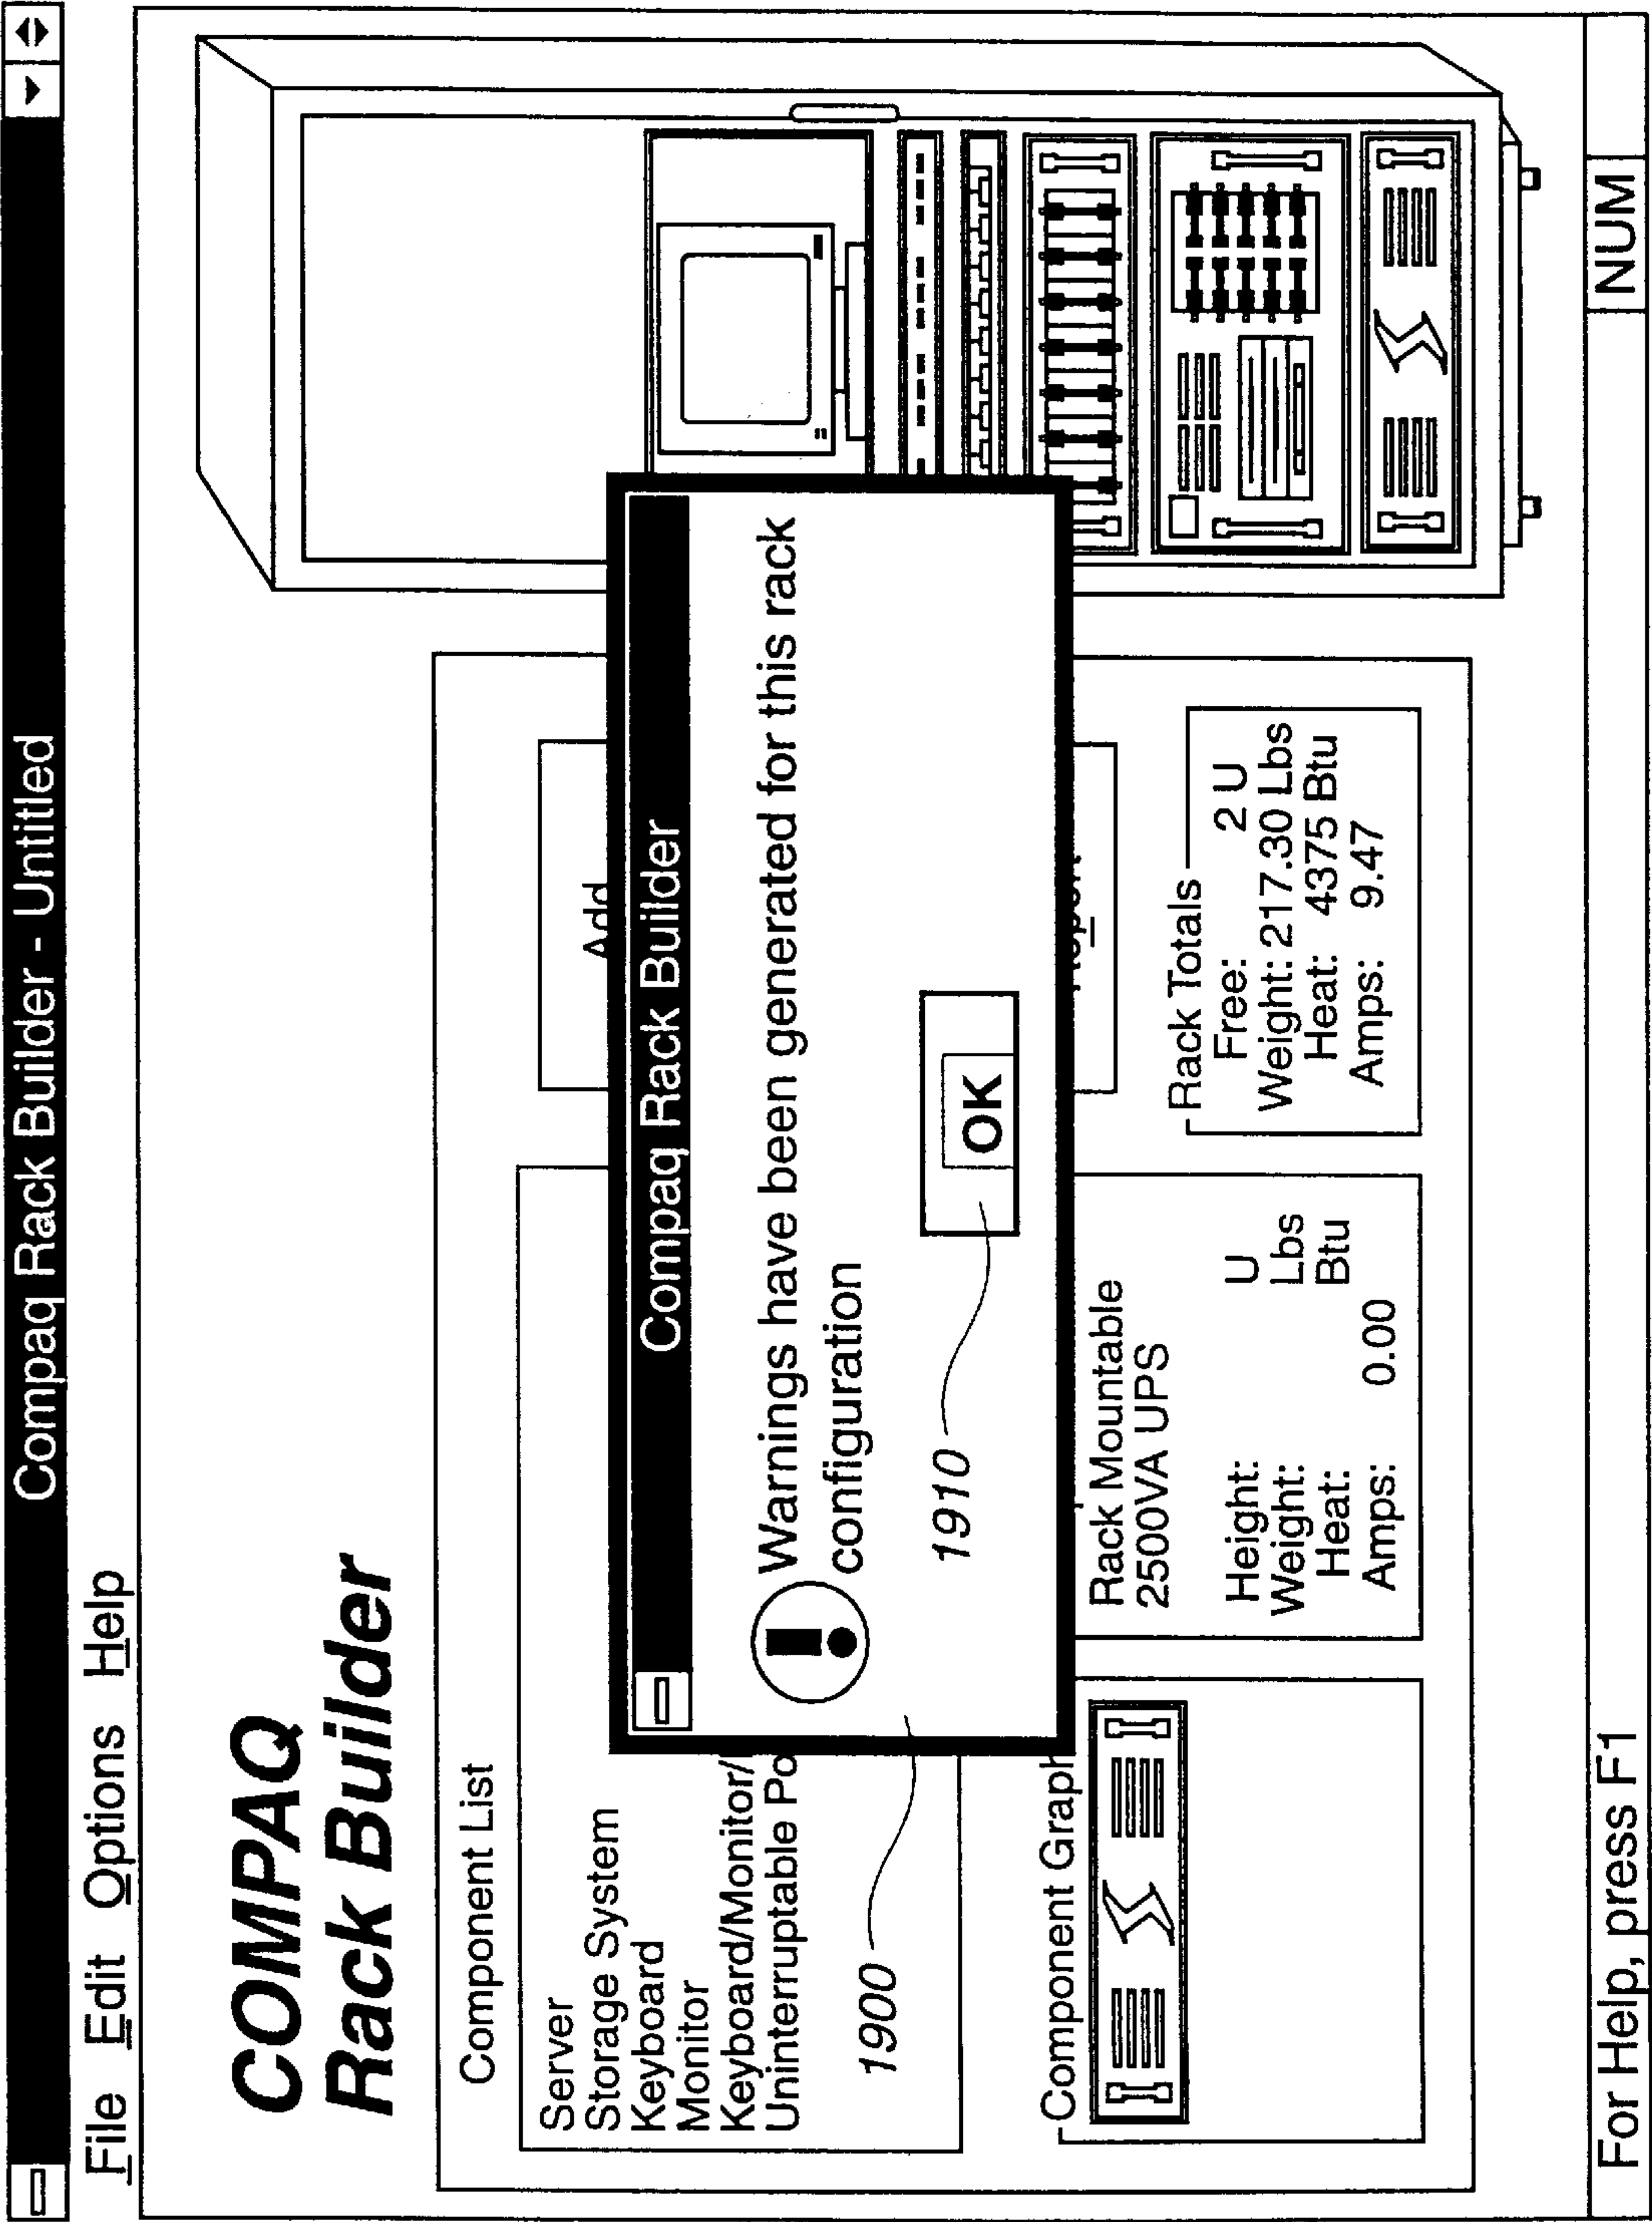 Compaq Rack Builder - Untitled
File Edit Options Help
COMPAQ
Rack Builder
Component List
Server
Storage System
Keyboard
Monitor
Keyboard/Monitor/
Uninterruptable
Add
Compaq Rack Builder
Warnings have been generated for this rack
configuration
OK
1900
1910
Component
Rack Mountable
2500VA UPS
Height: U
Weight: Lbs
Heat: Btu
Amps: 0.00
Rack Totals
Free: 2 U
Weight: 217.30 Lbs
Heat: 4375 Btu
Amps: 9.47
For Help, press F1
NUM